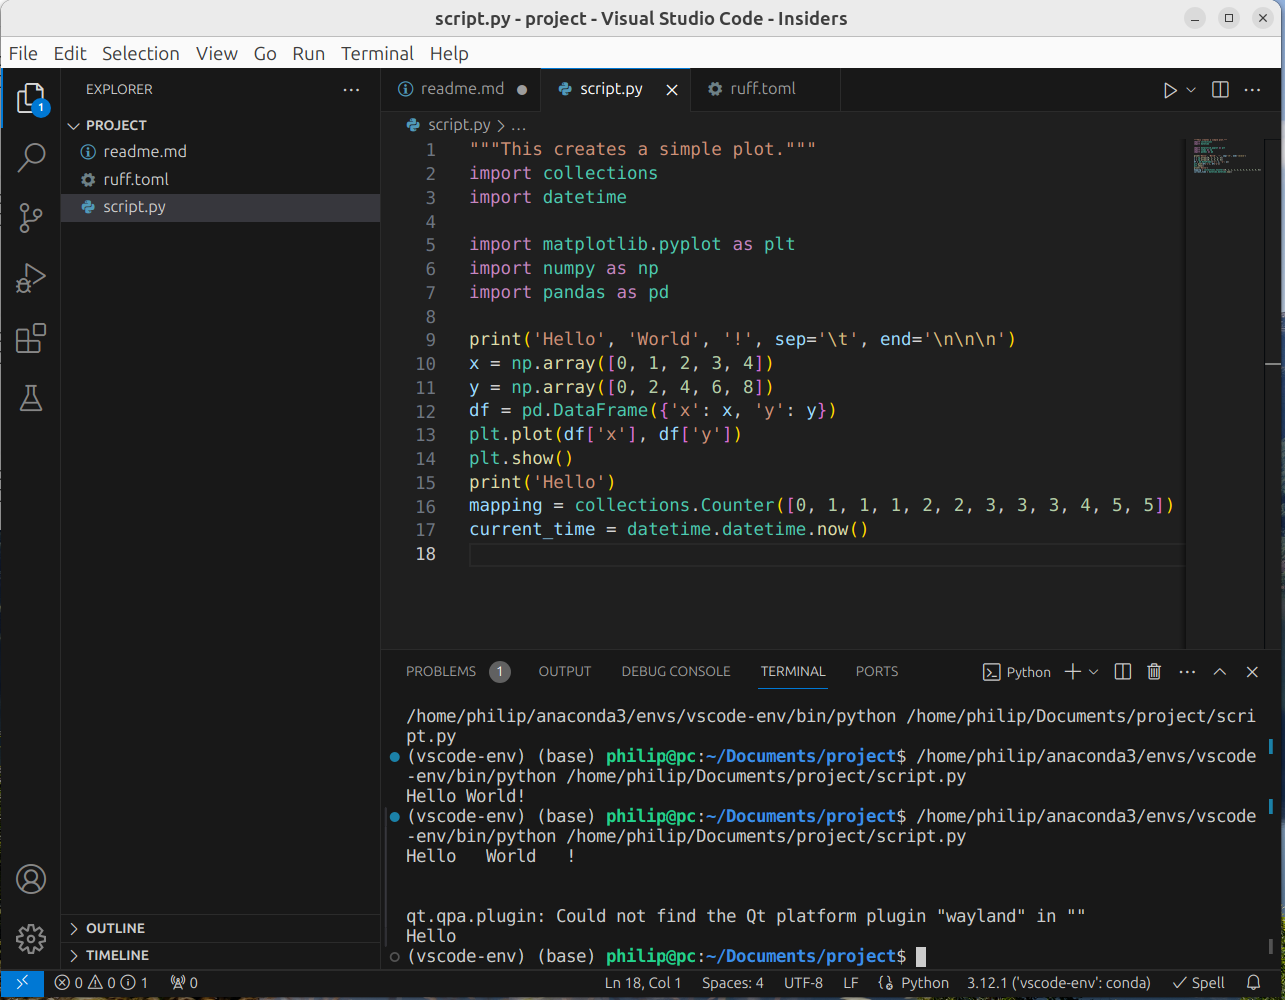 script.py - project - Visual Studio Code - Insiders
File Edit Selection View Go Run Terminal Help
1
EXPLORER
PROJECT
readme.md
ruff.toml
script.py
OUTLINE
TIMELINE
readme.md script.py ruff.toml
script.py > ...
1 """This creates a simple plot."""
2 import collections
3 import datetime
4
5 import matplotlib.pyplot as plt
6 import numpy as np
7 import pandas as pd
8
9 print('Hello', 'World', '!', sep='\t', end='\n\n\n')
10 x = np.array([0, 1, 2, 3, 4])
11 y = np.array([0, 2, 4, 6, 8])
12 df = pd.DataFrame({'x': x, 'y': y})
13 plt.plot(df['x'], df['y'])
14 plt.show()
15 print('Hello')
16 mapping = collections.Counter([0, 1, 1, 1, 2, 2, 3, 3, 3, 4, 5, 5])
17 current_time = datetime.datetime.now()
18
PROBLEMS 1 OUTPUT DEBUG CONSOLE TERMINAL PORTS Python
/home/philip/anaconda3/envs/vscode-env/bin/python /home/philip/Documents/project/scri
pt.py
(vscode-env) (base) philip@pc:~/Documents/project$ /home/philip/anaconda3/envs/vscode
-env/bin/python /home/philip/Documents/project/script.py
Hello World!
(vscode-env) (base) philip@pc:~/Documents/project$ /home/philip/anaconda3/envs/vscode
-env/bin/python /home/philip/Documents/project/script.py
Hello World !
qt.qpa.plugin: Could not find the Qt platform plugin "wayland" in ""
Hello
(vscode-env) (base) philip@pc:~/Documents/project$
0 0 1 0 Ln 18, Col 1 Spaces: 4 UTF-8 LF Python 3.12.1 ('vscode-env': conda) Spell